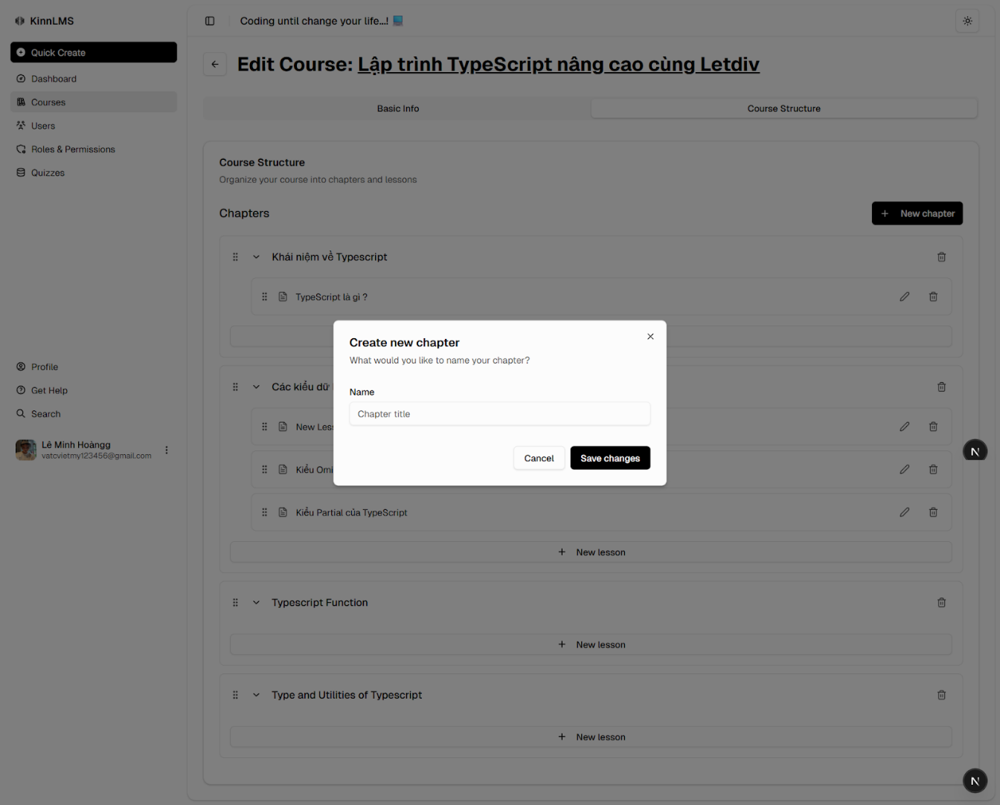 KinnLMS
Quick Create
Dashboard
Courses
Users
Roles & Permissions
Quizzes
Profile
Get Help
Search
Lê Minh Hoàngg
vatcvietmy123456@gmail.com
Coding until change your life...!
Edit Course: Lập trình TypeScript nâng cao cùng Letdiv
Basic Info
Course Structure
Course Structure
Organize your course into chapters and lessons
Chapters
New chapter
Khái niệm về Typescript
TypeScript là gì ?
Các kiểu dữ
New
Kiểu
Kiểu Partial của TypeScript
New lesson
Typescript Function
New lesson
Type and Utilities of Typescript
New lesson
Create new chapter
What would you like to name your chapter?
Name
Chapter title
Cancel
Save changes
N
N